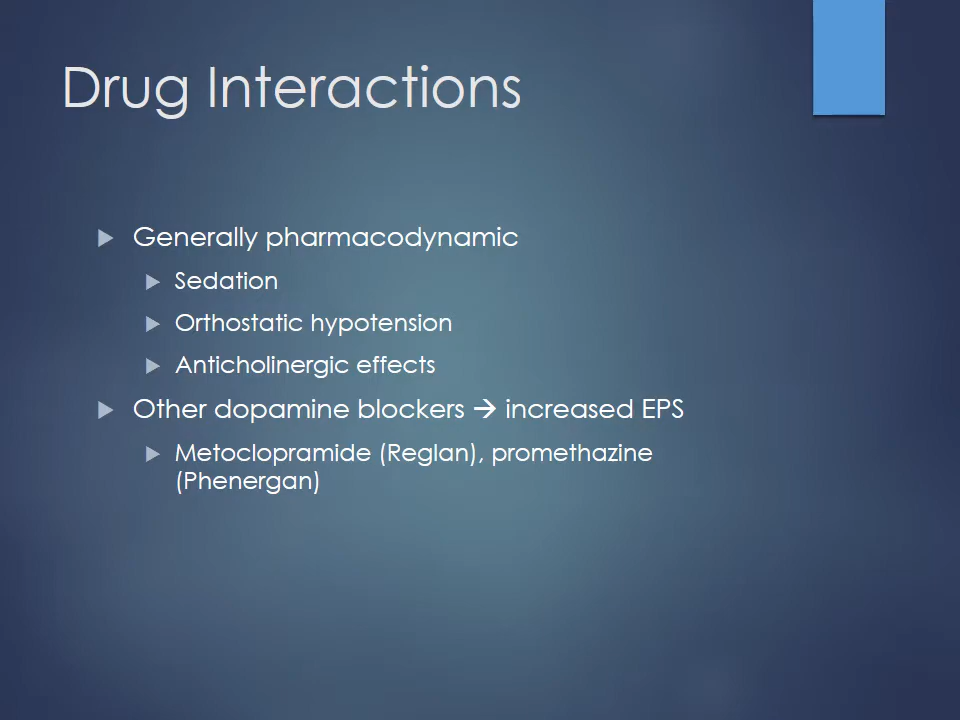 Drug Interactions
Generally pharmacodynamic
Sedation
Orthostatic hypotension
Anticholinergic effects
Other dopamine blockers → increased EPS
Metoclopramide (Reglan), promethazine
(Phenergan)